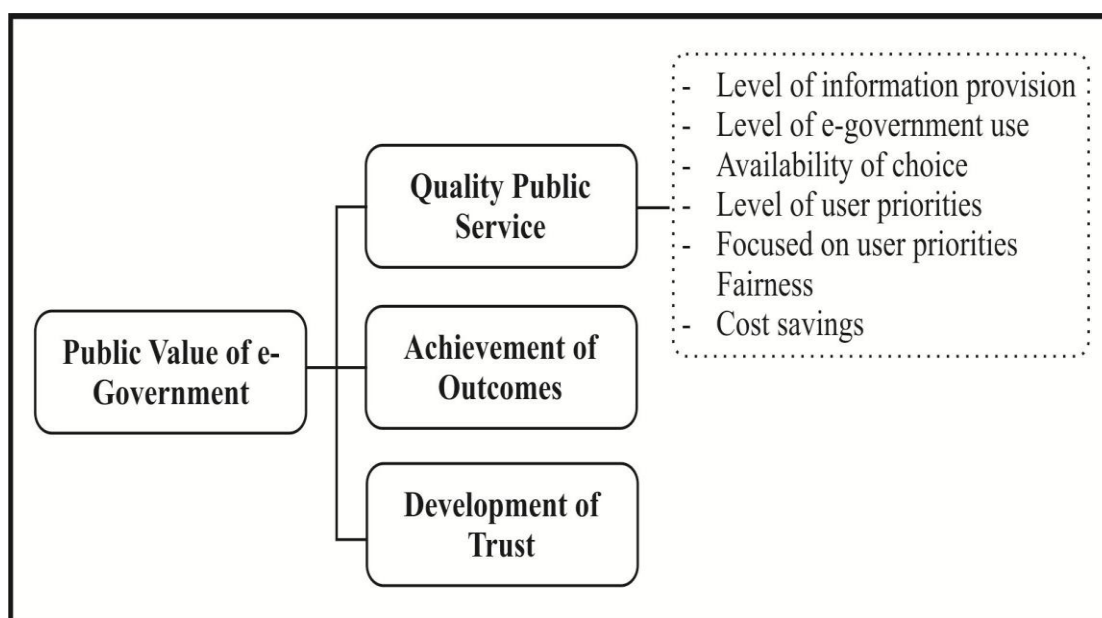 Public Value of e-
Government
Quality Public
Service
Achievement of
Outcomes
Development of
Trust
- Level of information provision
- Level of e-government use
- Availability of choice
- Level of user priorities
- Focused on user priorities
Fairness
- Cost savings